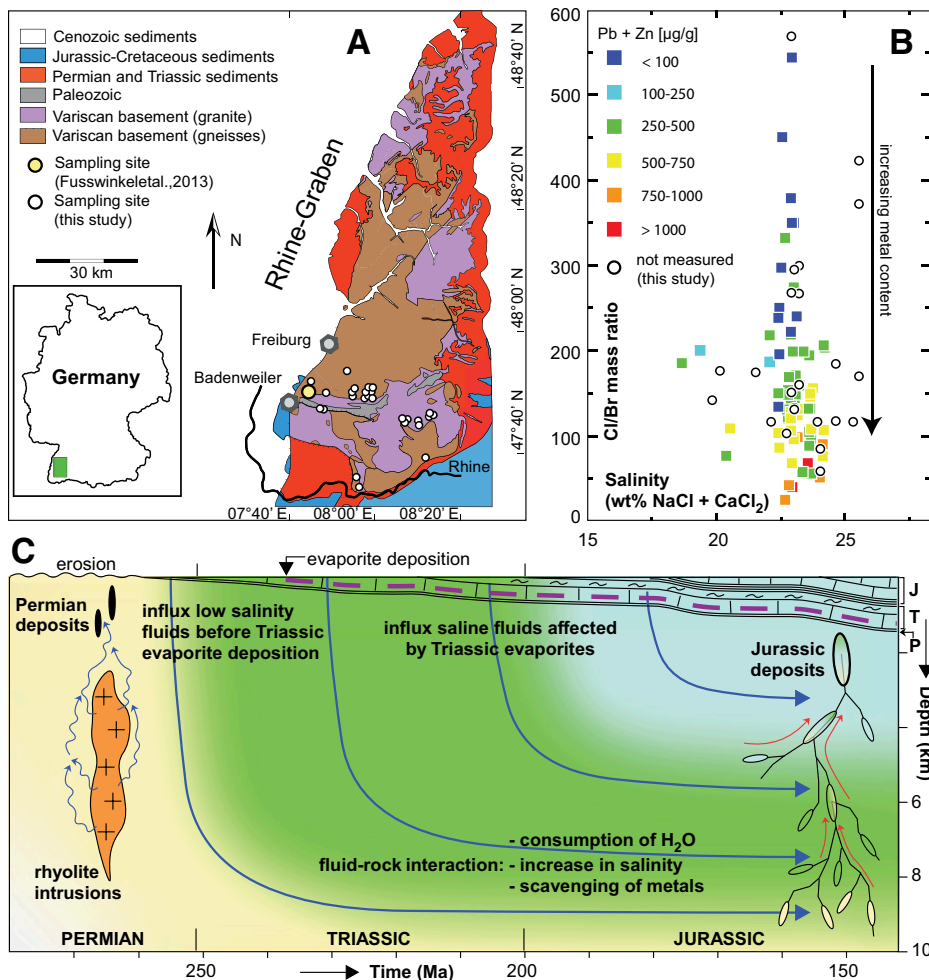 A
Cenozoic sediments
Jurassic-Cretaceous sediments
Permian and Triassic sediments
Paleozoic
Variscan basement (granite)
Variscan basement (gneisses)
Sampling site
(Fusswinkeletal.,2013)
Sampling site
(this study)
N
30 km
Germany
Rhine-Graben
Freiburg
Badenweiler
Rhine
48°40' N
48°20' N
48°00' N
47°40' N
07°40' E 08°00' E 08°20' E
B
Pb + Zn [µg/g]
< 100
100-250
250-500
500-750
750-1000
> 1000
not measured
(this study)
increasing metal content
Cl/Br mass ratio
600
500
400
300
200
100
0
Salinity
(wt% NaCl + CaCl₂)
15 20 25
C
erosion
evaporite deposition
Permian
deposits
influx low salinity
fluids before Triassic
evaporite deposition
influx saline fluids affected
by Triassic evaporites
Jurassic
deposits
J
T
P
Depth (km)
6
8
10
rhyolite
intrusions
- consumption of H₂O
fluid-rock interaction: - increase in salinity
- scavenging of metals
PERMIAN TRIASSIC JURASSIC
250 Time (Ma) 200 150